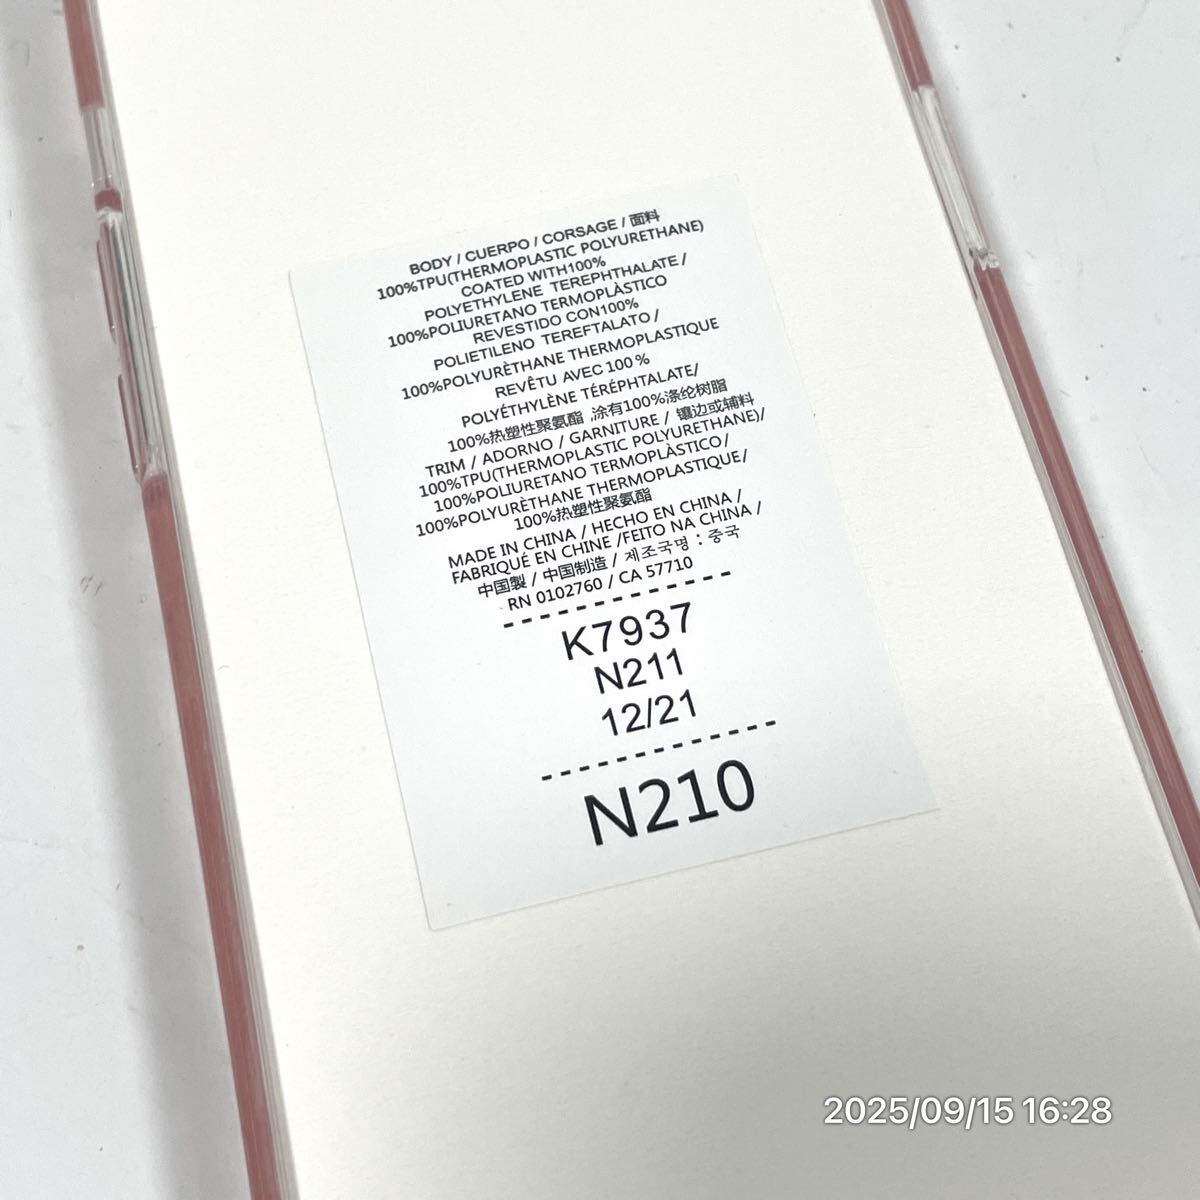 BODY / CUERPO / CORSAGE / 面料
100%TPU(THERMOPLASTIC POLYURETHANE)
COATED WITH100%
POLYETHYLENE TEREPHTHALATE /
100%POLIURETANO TERMOPLÀSTICO
REVESTIDO CON100%
POLIETILENO TEREFTALATO /
100%POLYURÈTHANE THERMOPLASTIQUE
REVÊTU AVEC 100 %
POLYÉTHYLÈNE TÉRÉPHTALATE/
100%热塑性聚氨酯 ,涂有100%涤纶树脂
TRIM / ADORNO / GARNITURE / 镶边或辅料
100%TPU(THERMOPLASTIC POLYURETHANE)/
100%POLIURETANO TERMOPLÀSTICO/
100%POLYURÈTHANE THERMOPLASTIQUE/
100%热塑性聚氨酯
MADE IN CHINA / HECHO EN CHINA /
FABRIQUÉ EN CHINE /FEITO NA CHINA /
中国製 / 中国制造 / 제조국명 : 중국
RN 0102760 / CA 57710
K7937
N211
12/21
N210
2025/09/15 16:28